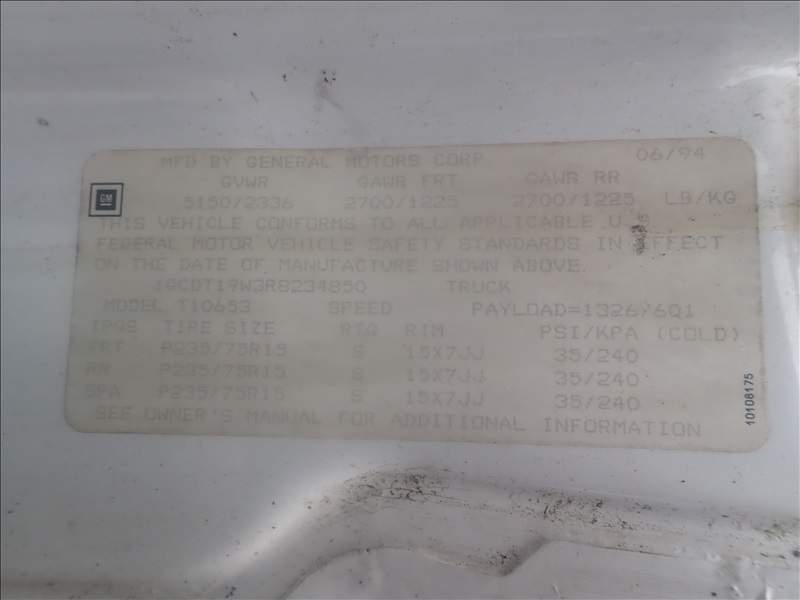 MFD BY GENERAL MOTORS CORP 06/94
GVWR GAWR FRT GAWR RR
GM 5150/2336 2700/1225 2700/1225 LB/KG
THIS VEHICLE CONFORMS TO ALL APPLICABLE U.S.
FEDERAL MOTOR VEHICLE SAFETY STANDARDS IN EFFECT
ON THE DATE OF MANUFACTURE SHOWN ABOVE.
1GCDT19W3R8234850 TRUCK
MODEL T10653 SPEED PAYLOAD=1326/601
TPGS TIRE SIZE RTG RIM PSI/KPA (COLD)
FRT P235/75R15 S 15X7JJ 35/240
RR P235/75R15 S 15X7JJ 35/240
SPA P235/75R15 S 15X7JJ 35/240
SEE OWNER'S MANUAL FOR ADDITIONAL INFORMATION
10108175